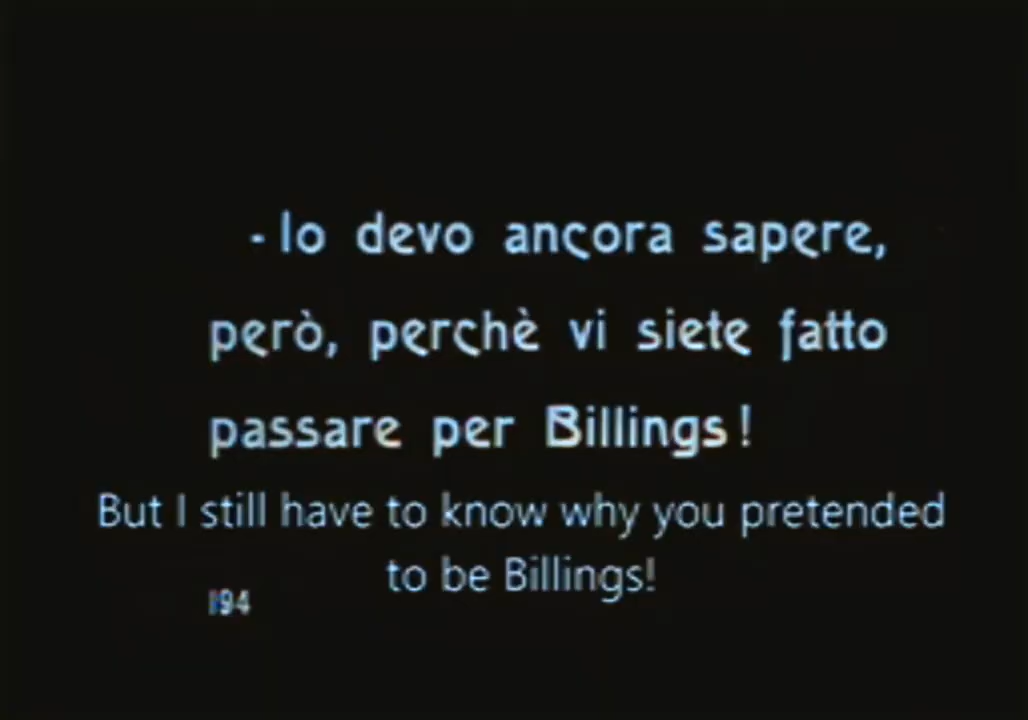 - Io devo ancora sapere,
però, perchè vi siete fatto
passare per Billings!
But I still have to know why you pretended
to be Billings!
194